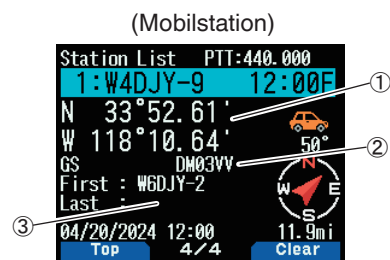 (Mobilstation)
Station List PTT:440.000
1:W4DJY-9 12:00F
N 33°52.61' ①
W 118°10.64' 50°
GS DM03VV ②
N
First : W6DJY-2
W E
Last :
③
S
04/20/2024 12:00 11.9mi
Top 4/4 Clear